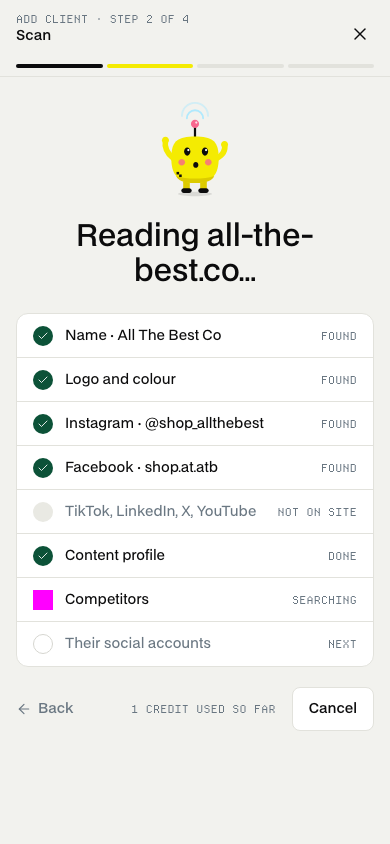 ADD CLIENT · STEP 2 OF 4
Scan
Reading all-the-
best.co...
Name · All The Best Co FOUND
Logo and colour FOUND
Instagram · @shop_allthebest FOUND
Facebook · shop.at.atb FOUND
TikTok, LinkedIn, X, YouTube NOT ON SITE
Content profile DONE
Competitors SEARCHING
Their social accounts NEXT
Back 1 CREDIT USED SO FAR Cancel